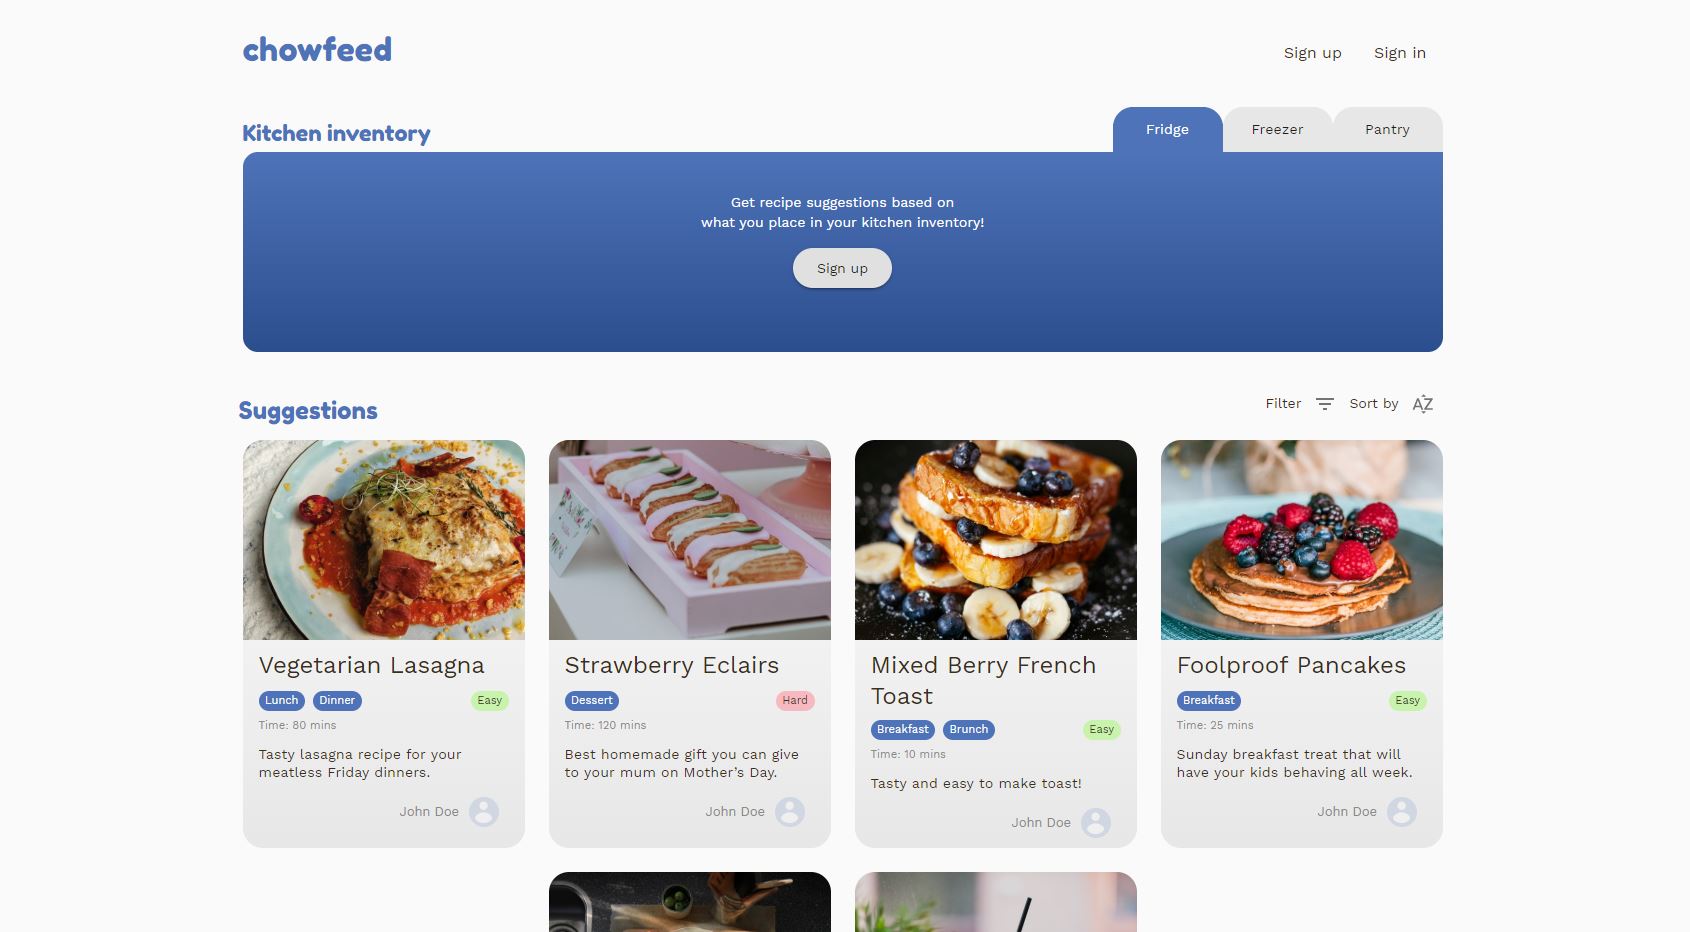 chowfeed
Sign up
Sign in
Kitchen inventory
Fridge
Freezer
Pantry
Get recipe suggestions based on
what you place in your kitchen inventory!
Sign up
Suggestions
Filter
Sort by
AZ
Vegetarian Lasagna
Lunch
Dinner
Easy
Time: 80 mins
Tasty lasagna recipe for your
meatless Friday dinners.
John Doe
Strawberry Eclairs
Dessert
Hard
Time: 120 mins
Best homemade gift you can give
to your mum on Mother’s Day.
John Doe
Mixed Berry French
Toast
Breakfast
Brunch
Easy
Time: 10 mins
Tasty and easy to make toast!
John Doe
Foolproof Pancakes
Breakfast
Easy
Time: 25 mins
Sunday breakfast treat that will
have your kids behaving all week.
John Doe